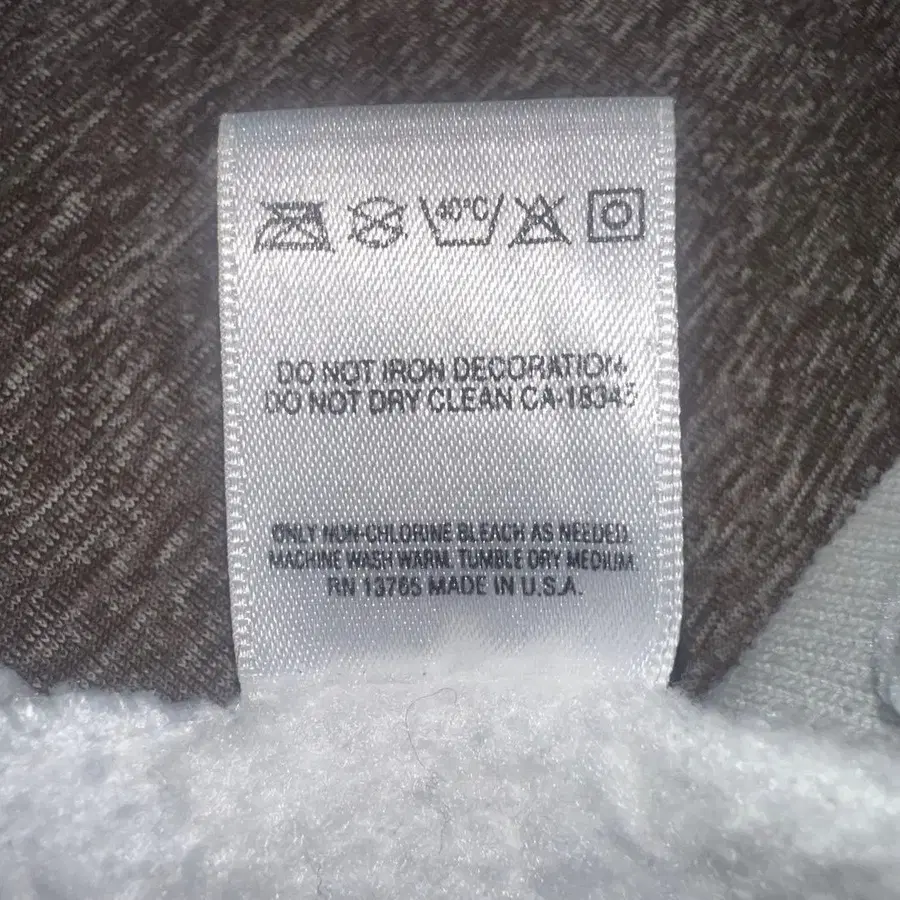 40°C
DO NOT IRON DECORATION.
DO NOT DRY CLEAN CA-18345
ONLY NON-CHLORINE BLEACH AS NEEDED.
MACHINE WASH WARM. TUMBLE DRY MEDIUM.
RN 13765 MADE IN U.S.A.